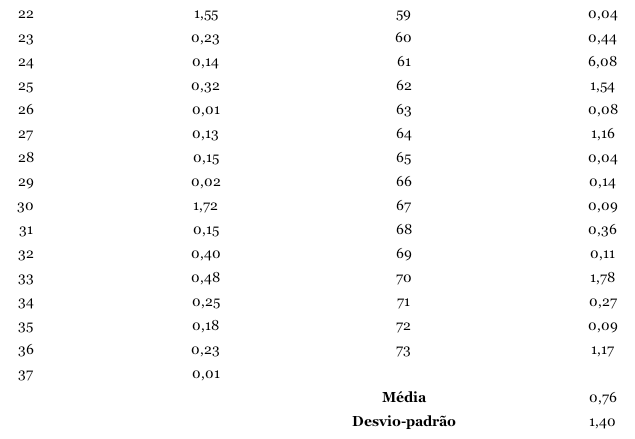 22 1,55 59 0,04
23 0,23 60 0,44
24 0,14 61 6,08
25 0,32 62 1,54
26 0,01 63 0,08
27 0,13 64 1,16
28 0,15 65 0,04
29 0,02 66 0,14
30 1,72 67 0,09
31 0,15 68 0,36
32 0,40 69 0,11
33 0,48 70 1,78
34 0,25 71 0,27
35 0,18 72 0,09
36 0,23 73 1,17
37 0,01
Média 0,76
Desvio-padrão 1,40